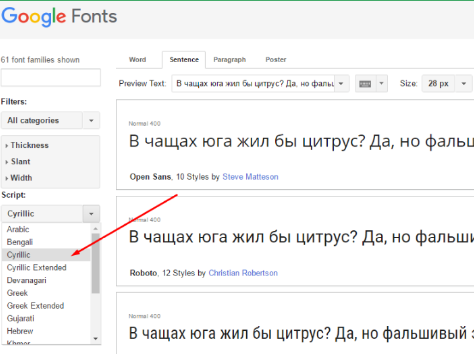 Google Fonts
61 font families shown
Word Sentence Paragraph Poster
Preview Text: В чащах юга жил бы цитрус? Да, но Size: 28 px
Filters:
All categories
Thickness
Slant
Width
Script:
Cyrillic
Arabic
Bengali
Cyrillic
Cyrillic Extended
Devanagari
Greek
Greek Extended
Gujarati
Hebrew
Khmer
Normal 400
В чащах юга жил бы цитрус? Да, но фальш
Open Sans, 10 Styles by Steve Matteson
Normal 400
В чащах юга жил бы цитрус? Да, но фальши
Roboto, 12 Styles by Christian Robertson
Normal 400
В чащах юга жил бы цитрус? Да, но фальшивый